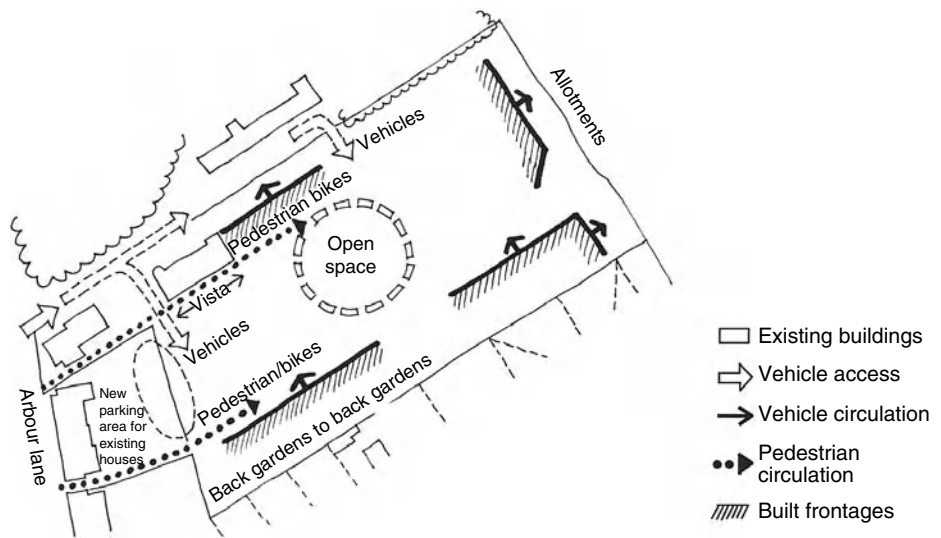 Allotments
Vehicles
Pedestrian bikes
Open
space
Vista
Vehicles
Pedestrian/bikes
New
parking
area for
existing
houses
Arbour lane
Back gardens to back gardens
Existing buildings
Vehicle access
Vehicle circulation
Pedestrian
circulation
Built frontages